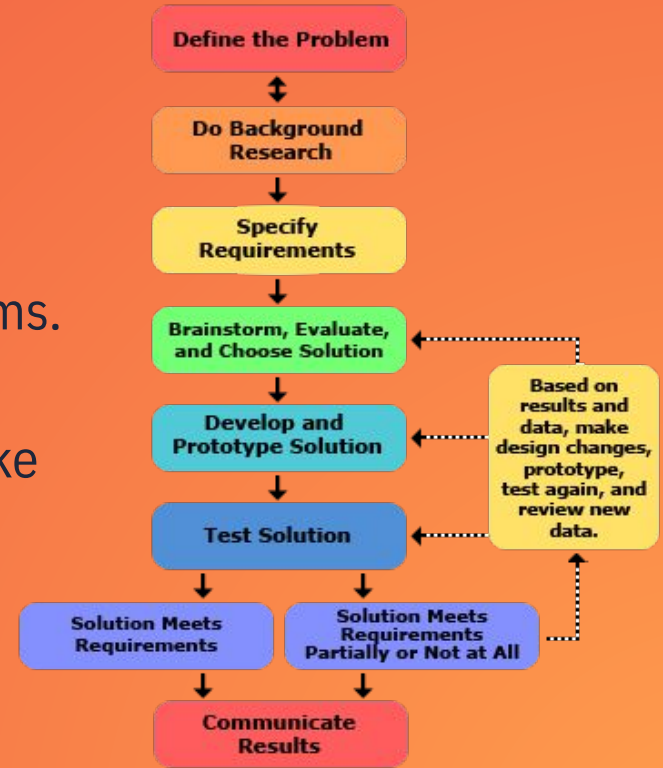 Define the Problem
Do Background
Research
Specify
Requirements
ms.
Brainstorm, Evaluate,
and Choose Solution
Based on
results and
data, make
design changes,
prototype,
test again, and
review new
data.
Develop and
Prototype Solution
ke
Test Solution
Solution Meets
Requirements
Solution Meets
Requirements
Partially or Not at All
Communicate
Results